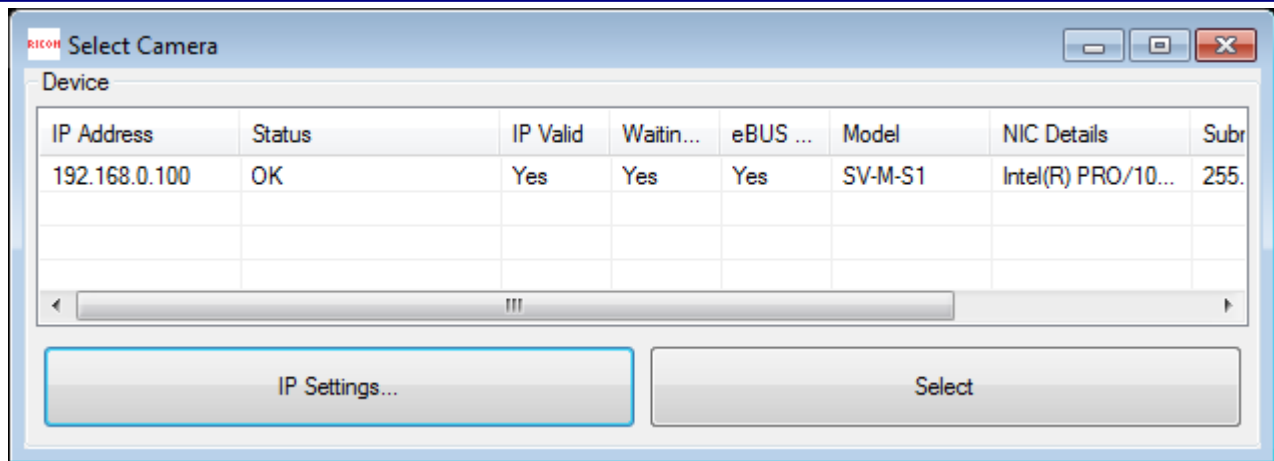 RICOH Select Camera
Device
IP Address Status IP Valid Waitin... eBUS ... Model NIC Details Subr
192.168.0.100 OK Yes Yes Yes SV-M-S1 Intel(R) PRO/10... 255.
IP Settings... Select